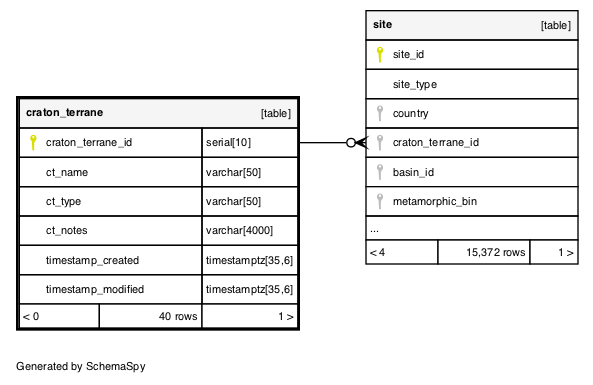 craton_terrane [table]
craton_terrane_id serial[10]
ct_name varchar[50]
ct_type varchar[50]
ct_notes varchar[4000]
timestamp_created timestamptz[35,6]
timestamp_modified timestamptz[35,6]
< 0 40 rows 1 >
site [table]
site_id
site_type
country
craton_terrane_id
basin_id
metamorphic_bin
...
< 4 15,372 rows 1 >
Generated by SchemaSpy